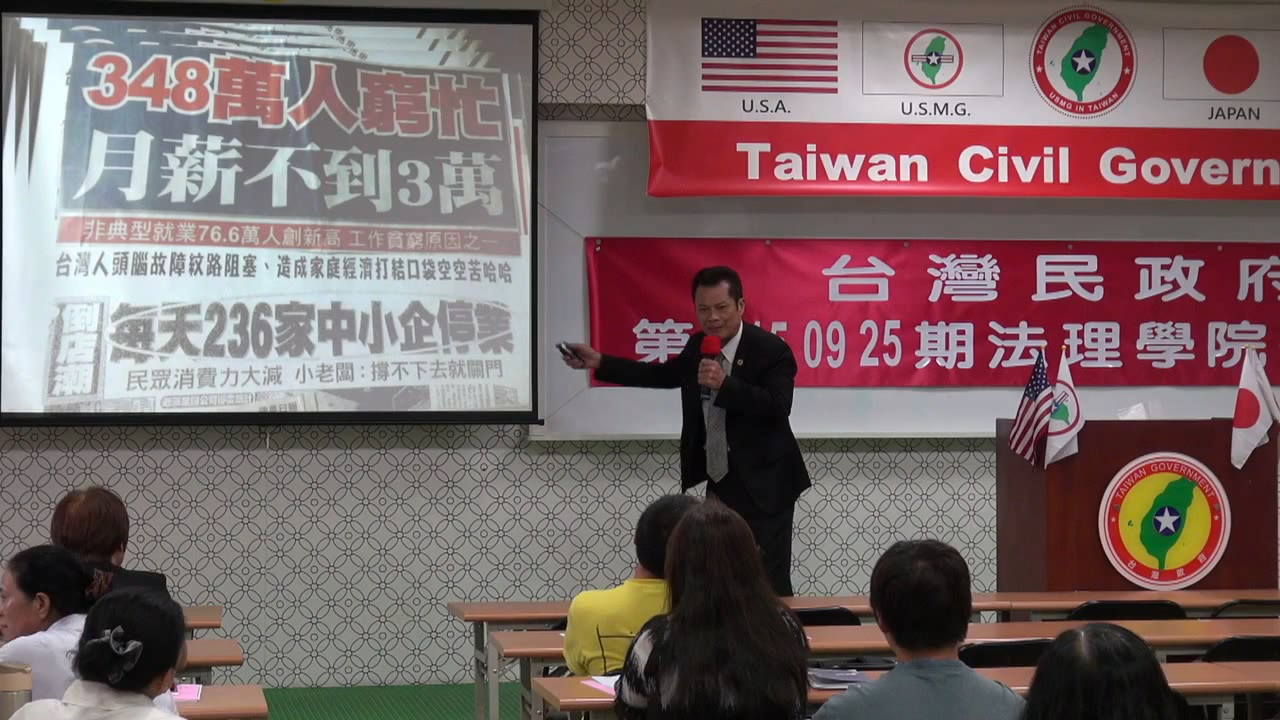 348萬人窮忙
月薪不到3萬
非典型就業76.6萬人創新高 工作貧窮原因之一
台灣人頭腦故障紋路阻塞、造成家庭經濟打結口袋空空苦哈哈
倒店潮
每天236家中小企停業
民眾消費力大減 小老闆：撐不下去就關門
U.S.A.
U.S.M.G.
TAIWAN CIVIL GOVERNMENT
USMG IN TAIWAN
JAPAN
Taiwan Civil Govern
台灣民政府
第 15 09 25 期法理學院
TAIWAN GOVERNMENT
台灣政府